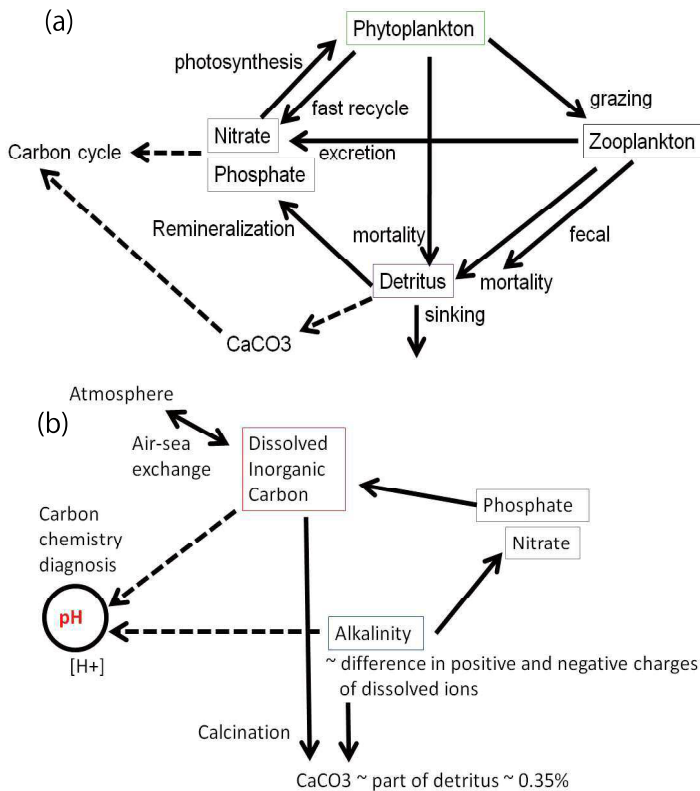 (a)
Phytoplankton
photosynthesis
fast recycle
grazing
Nitrate
Zooplankton
Carbon cycle
excretion
Phosphate
Remineralization
mortality
fecal
Detritus
mortality
sinking
CaCO3
(b)
Atmosphere
Air-sea
exchange
Dissolved
Inorganic
Carbon
Phosphate
Nitrate
Carbon
chemistry
diagnosis
pH
[H+]
Alkalinity
~ difference in positive and negative charges
of dissolved ions
Calcination
CaCO3 ~ part of detritus ~ 0.35%